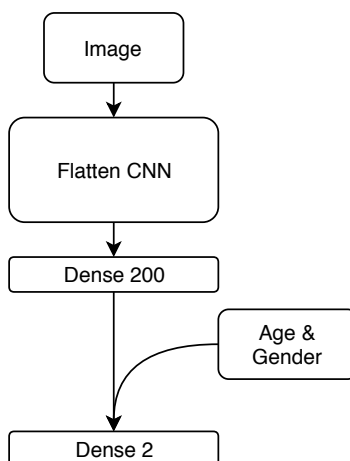 Image
Flatten CNN
Dense 200
Age &
Gender
Dense 2